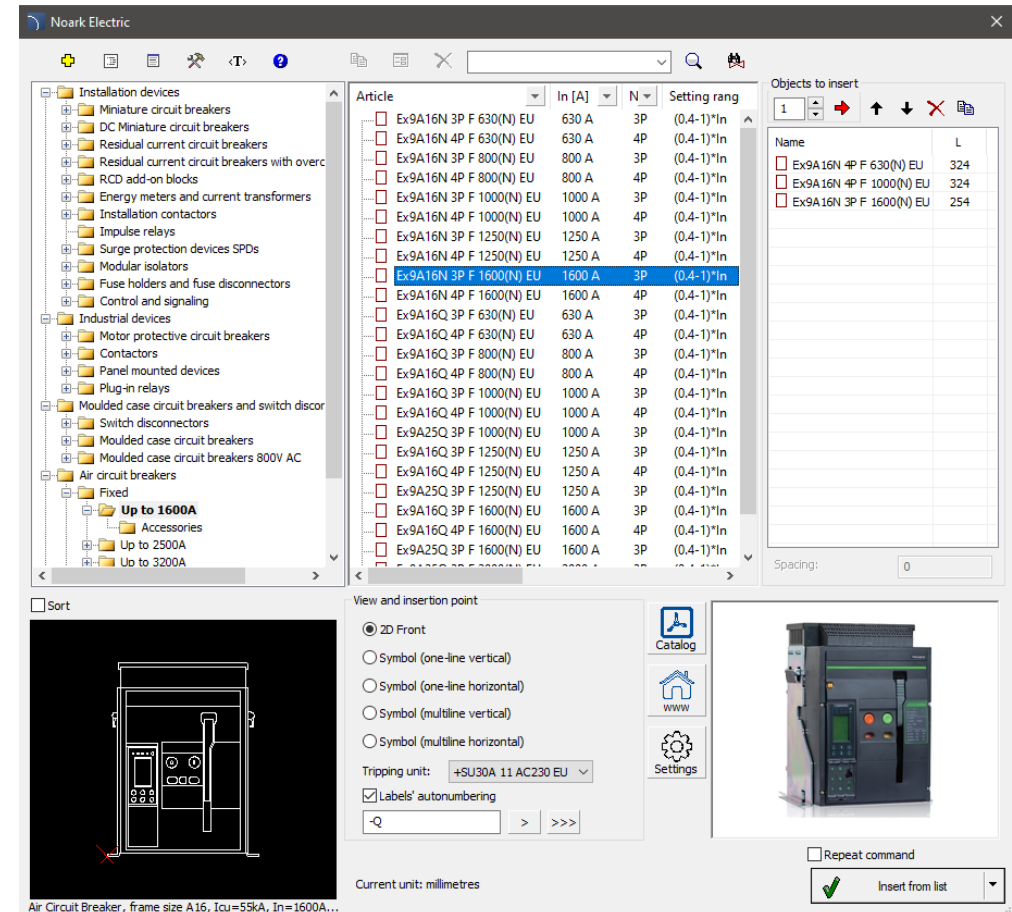 Noark Electric
Objects to insert
1
Installation devices
Miniature circuit breakers
DC Miniature circuit breakers
Residual current circuit breakers
Residual current circuit breakers with overc
RCD add-on blocks
Energy meters and current transformers
Installation contactors
Impulse relays
Surge protection devices SPDs
Modular isolators
Fuse holders and fuse disconnectors
Control and signaling
Industrial devices
Motor protective circuit breakers
Contactors
Panel mounted devices
Plug-in relays
Moulded case circuit breakers and switch discor
Switch disconnectors
Moulded case circuit breakers
Moulded case circuit breakers 800V AC
Air circuit breakers
Fixed
Up to 1600A
Accessories
Up to 2500A
Up to 3200A
Article In [A] N Setting rang
Ex9A16N 3P F 630(N) EU 630 A 3P (0.4-1)*In
Ex9A16N 4P F 630(N) EU 630 A 4P (0.4-1)*In
Ex9A16N 3P F 800(N) EU 800 A 3P (0.4-1)*In
Ex9A16N 4P F 800(N) EU 800 A 4P (0.4-1)*In
Ex9A16N 3P F 1000(N) EU 1000 A 3P (0.4-1)*In
Ex9A16N 4P F 1000(N) EU 1000 A 4P (0.4-1)*In
Ex9A16N 3P F 1250(N) EU 1250 A 3P (0.4-1)*In
Ex9A16N 4P F 1250(N) EU 1250 A 4P (0.4-1)*In
Ex9A16N 3P F 1600(N) EU 1600 A 3P (0.4-1)*In
Ex9A16N 4P F 1600(N) EU 1600 A 4P (0.4-1)*In
Ex9A16Q 3P F 630(N) EU 630 A 3P (0.4-1)*In
Ex9A16Q 4P F 630(N) EU 630 A 4P (0.4-1)*In
Ex9A16Q 3P F 800(N) EU 800 A 3P (0.4-1)*In
Ex9A16Q 4P F 800(N) EU 800 A 4P (0.4-1)*In
Ex9A16Q 3P F 1000(N) EU 1000 A 3P (0.4-1)*In
Ex9A16Q 4P F 1000(N) EU 1000 A 4P (0.4-1)*In
Ex9A25Q 3P F 1000(N) EU 1000 A 3P (0.4-1)*In
Ex9A16Q 3P F 1250(N) EU 1250 A 3P (0.4-1)*In
Ex9A16Q 4P F 1250(N) EU 1250 A 4P (0.4-1)*In
Ex9A25Q 3P F 1250(N) EU 1250 A 3P (0.4-1)*In
Ex9A16Q 3P F 1600(N) EU 1600 A 3P (0.4-1)*In
Ex9A16Q 4P F 1600(N) EU 1600 A 4P (0.4-1)*In
Ex9A25Q 3P F 1600(N) EU 1600 A 3P (0.4-1)*In
Name L
Ex9A16N 4P F 630(N) EU 324
Ex9A16N 4P F 1000(N) EU 324
Ex9A16N 3P F 1600(N) EU 254
Spacing: 0
Sort
View and insertion point
2D Front
Symbol (one-line vertical)
Symbol (one-line horizontal)
Symbol (multiline vertical)
Symbol (multiline horizontal)
Tripping unit: +SU30A 11 AC230 EU
Labels' autonumbering
-Q > >>>
Catalog
www
Settings
Current unit: millimetres
Repeat command
Insert from list
Air Circuit Breaker, frame size A16, Icu=55kA, In=1600A...